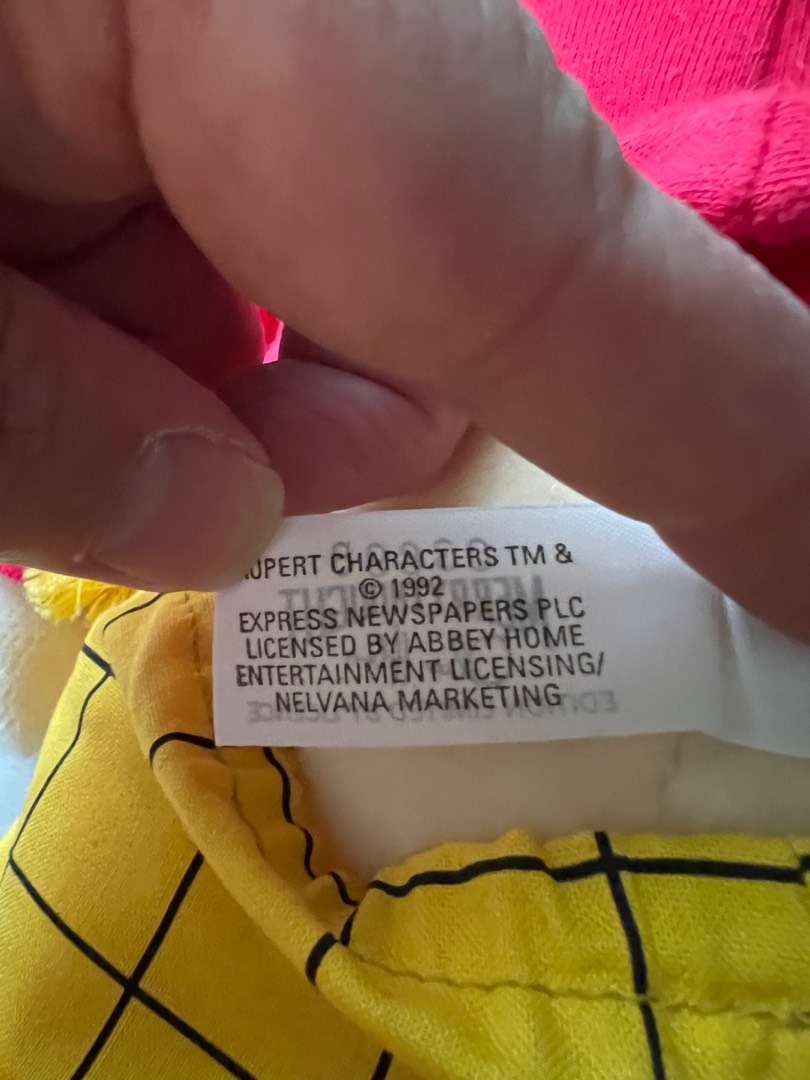 RUPERT CHARACTERS TM &
© 1992
EXPRESS NEWSPAPERS PLC
LICENSED BY ABBEY HOME
ENTERTAINMENT LICENSING/
NELVANA MARKETING